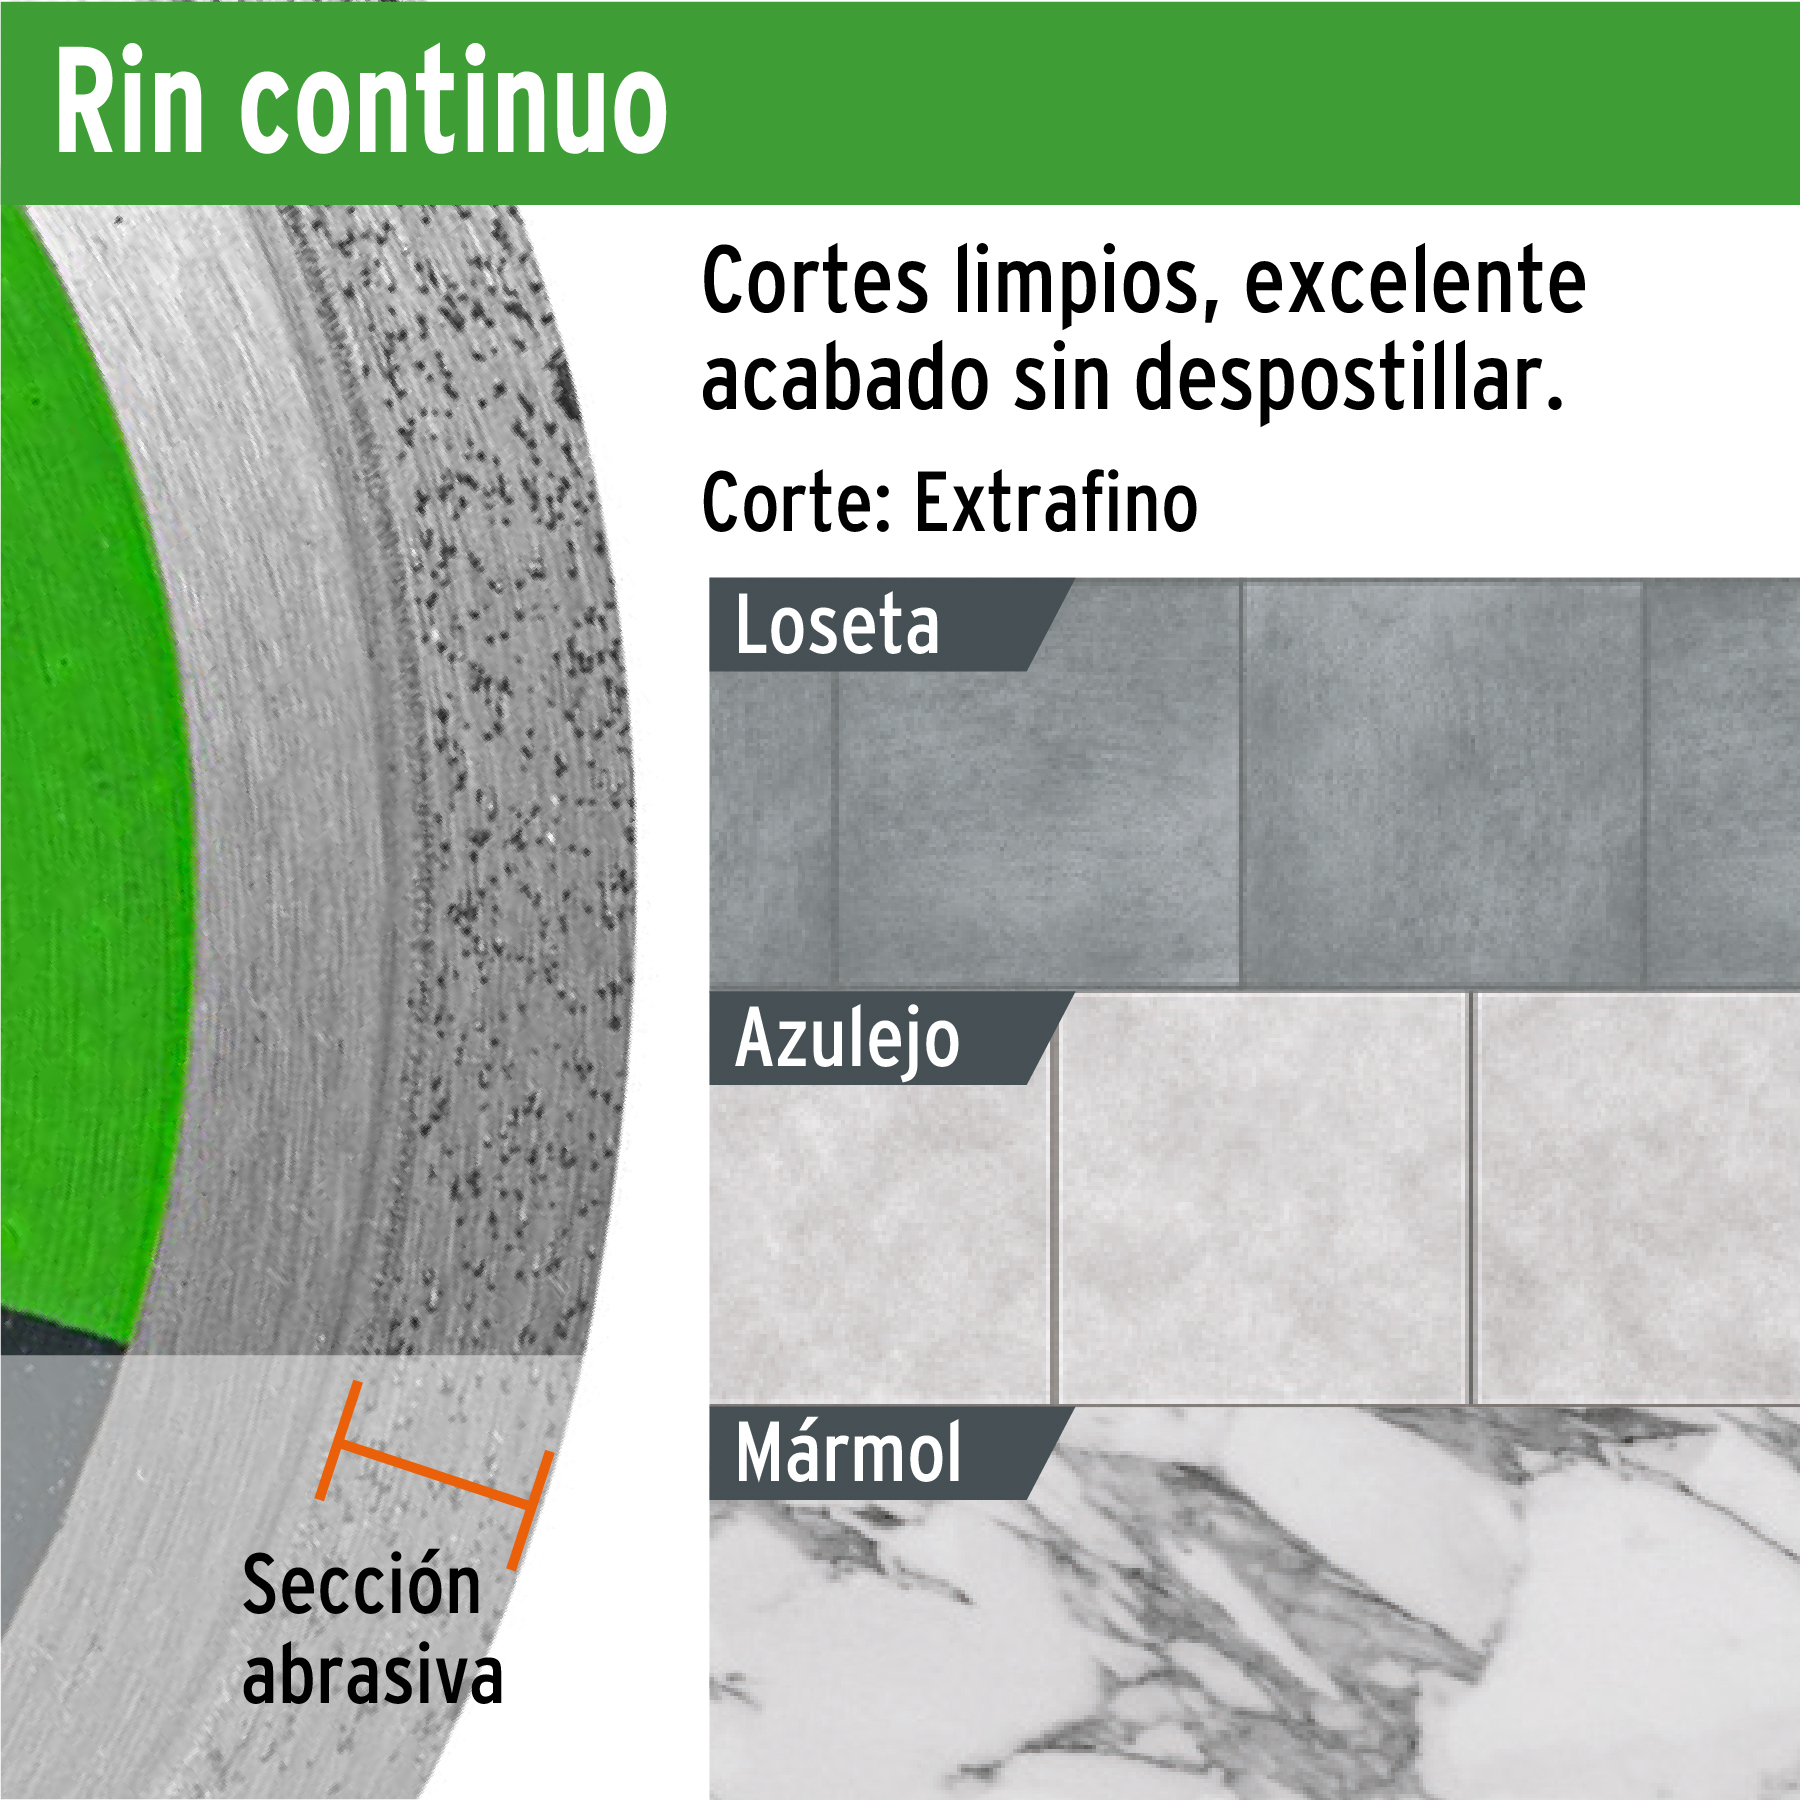 Rin continuo
Cortes limpios, excelente
acabado sin despostillar.
Corte: Extrafino
Loseta
Azulejo
Mármol
Sección
abrasiva